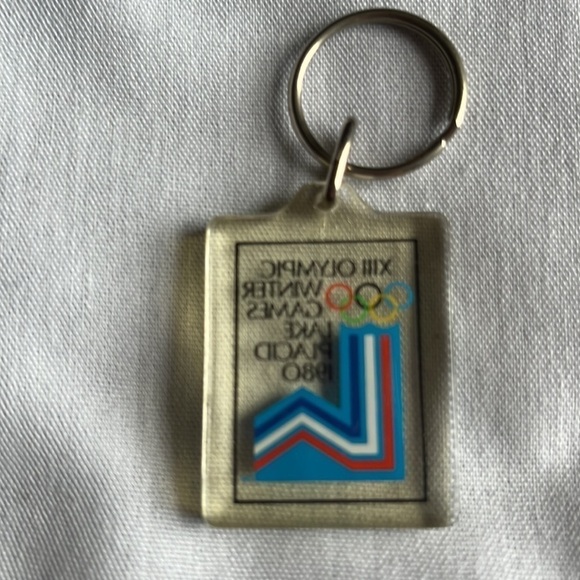 XIII OLYMPIC
WINTER
GAMES
LAKE
PLACID
1980